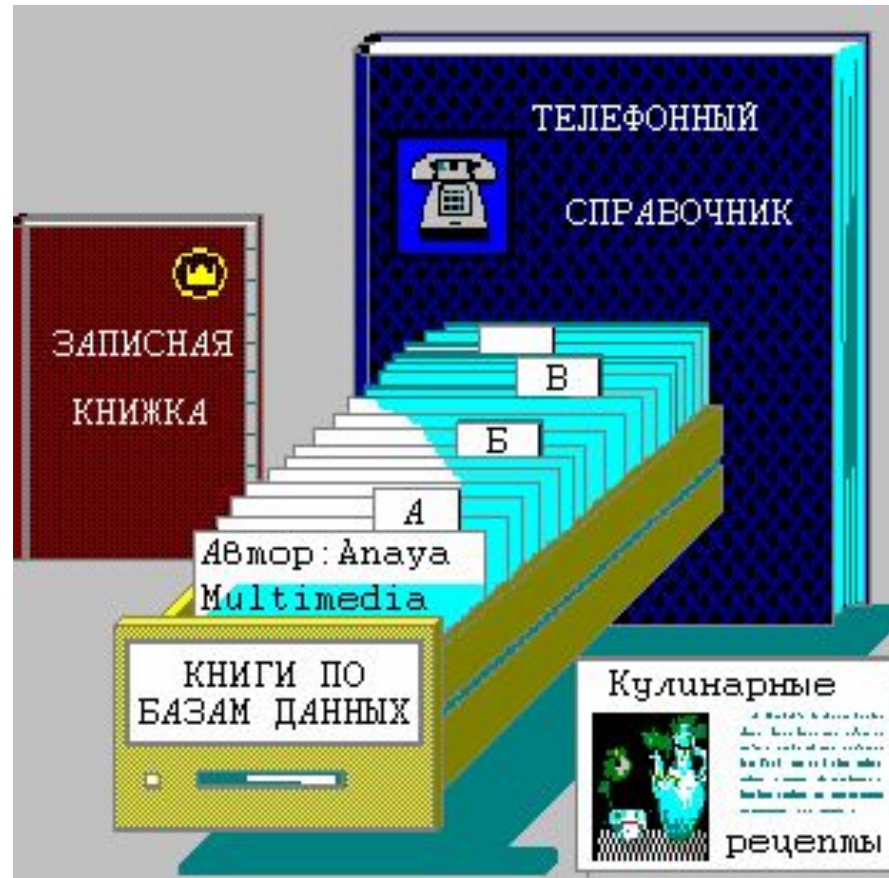 ТЕЛЕФОННЫЙ
СПРАВОЧНИК
ЗАПИСНАЯ
КНИЖКА
В
Б
А
Автор:Anaya
Multimedia
КНИГИ ПО
БАЗАМ ДАННЫХ
Кулинарные
рецепты